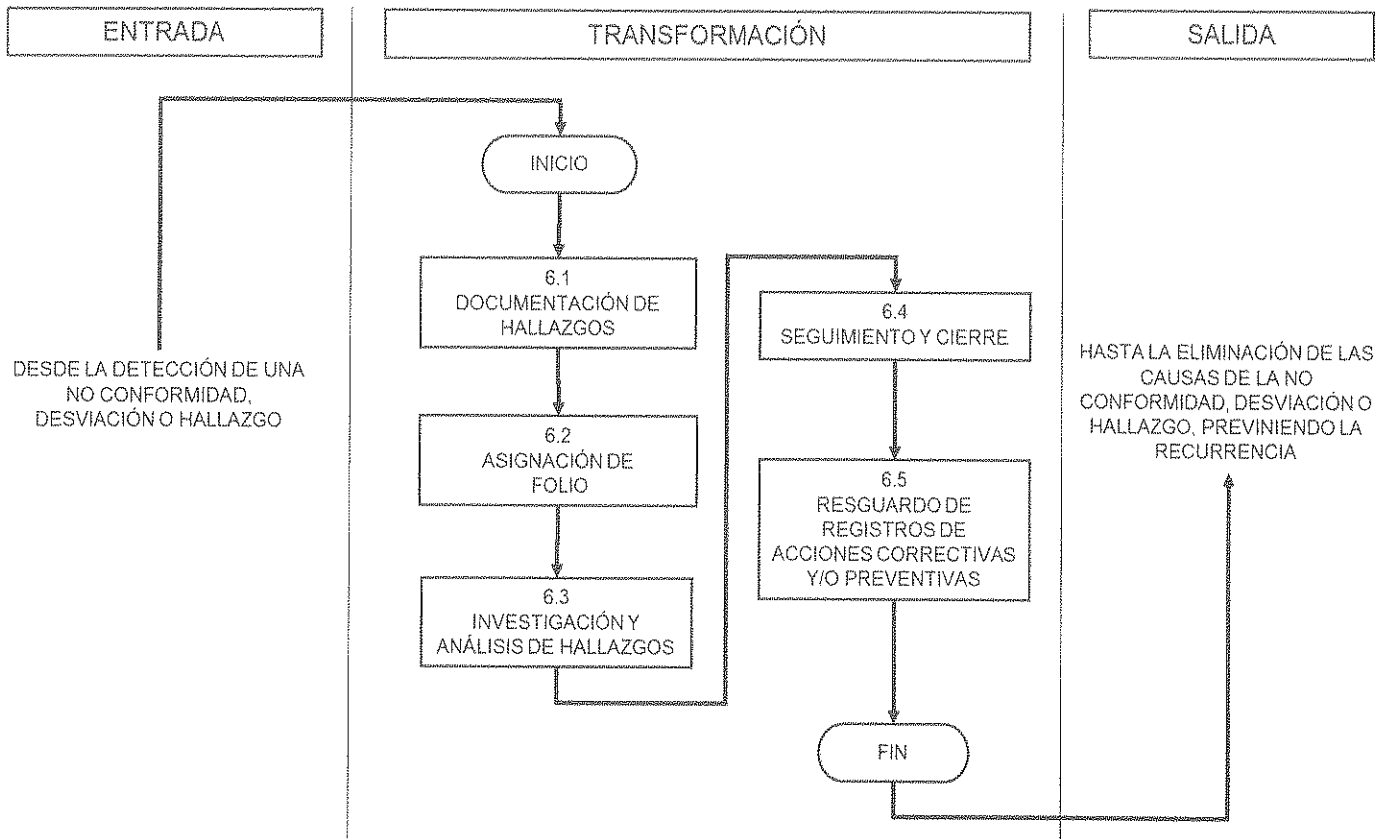 ENTRADA
TRANSFORMACIÓN
SALIDA
INICIO
6.1
DOCUMENTACIÓN DE
HALLAZGOS
6.4
SEGUIMIENTO Y CIERRE
DESDE LA DETECCIÓN DE UNA
NO CONFORMIDAD,
DESVIACIÓN O HALLAZGO
HASTA LA ELIMINACIÓN DE LAS
CAUSAS DE LA NO
CONFORMIDAD, DESVIACIÓN O
HALLAZGO, PREVINIENDO LA
RECURRENCIA
6.2
ASIGNACIÓN DE
FOLIO
6.5
RESGUARDO DE
REGISTROS DE
ACCIONES CORRECTIVAS
Y/O PREVENTIVAS
6.3
INVESTIGACIÓN Y
ANÁLISIS DE HALLAZGOS
FIN